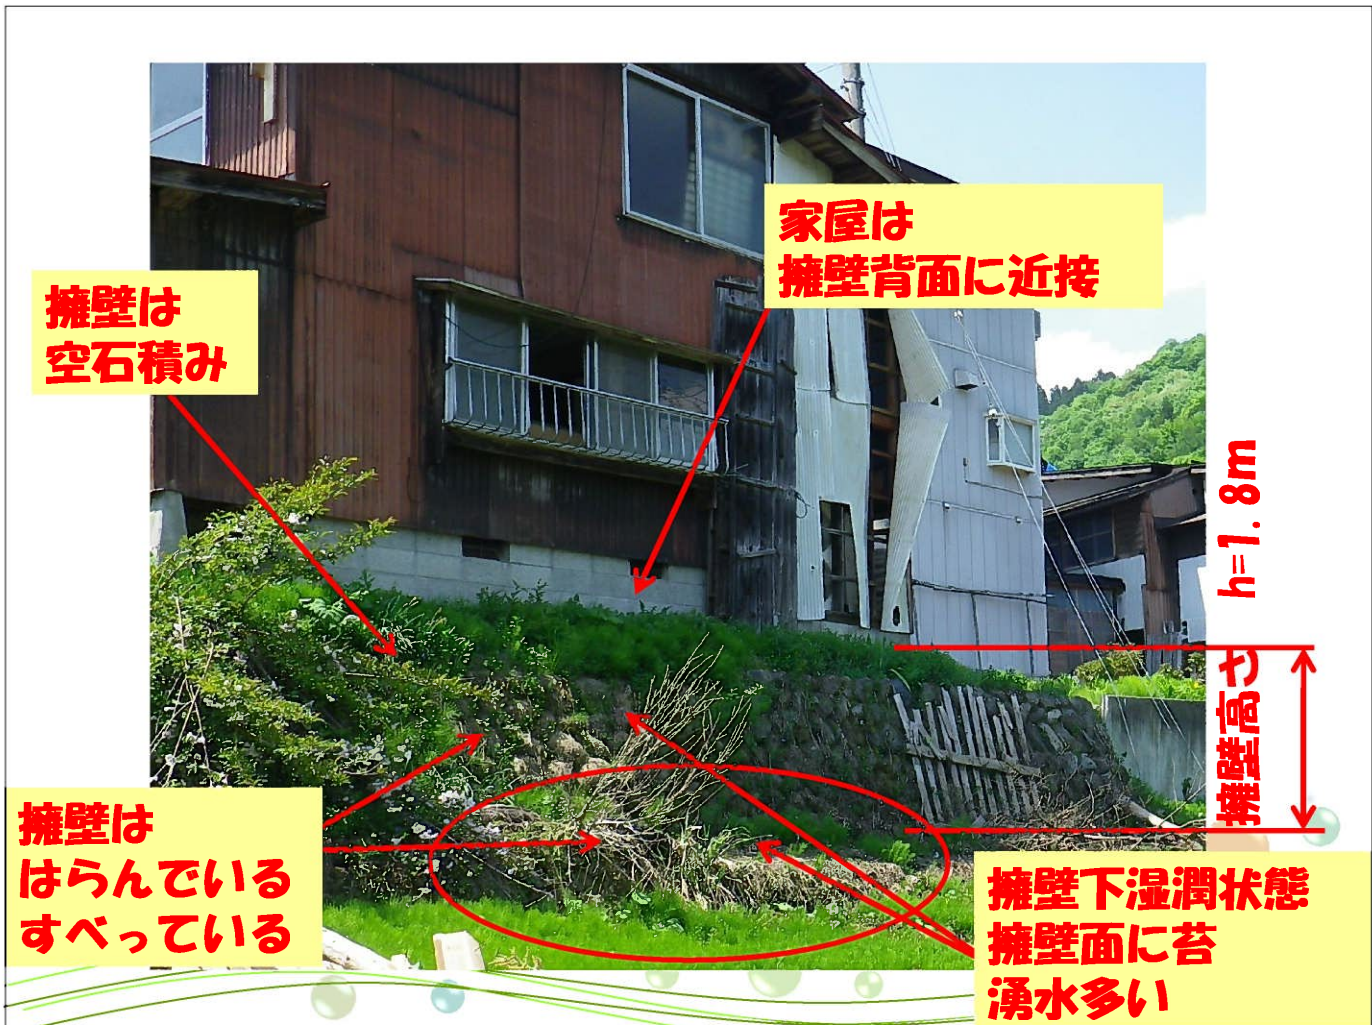 家屋は
擁壁背面に近接
擁壁は
空石積み
擁壁高さ h=1.8m
擁壁は
はらんでいる
すべっている
擁壁下湿潤状態
擁壁面に苔
湧水多い